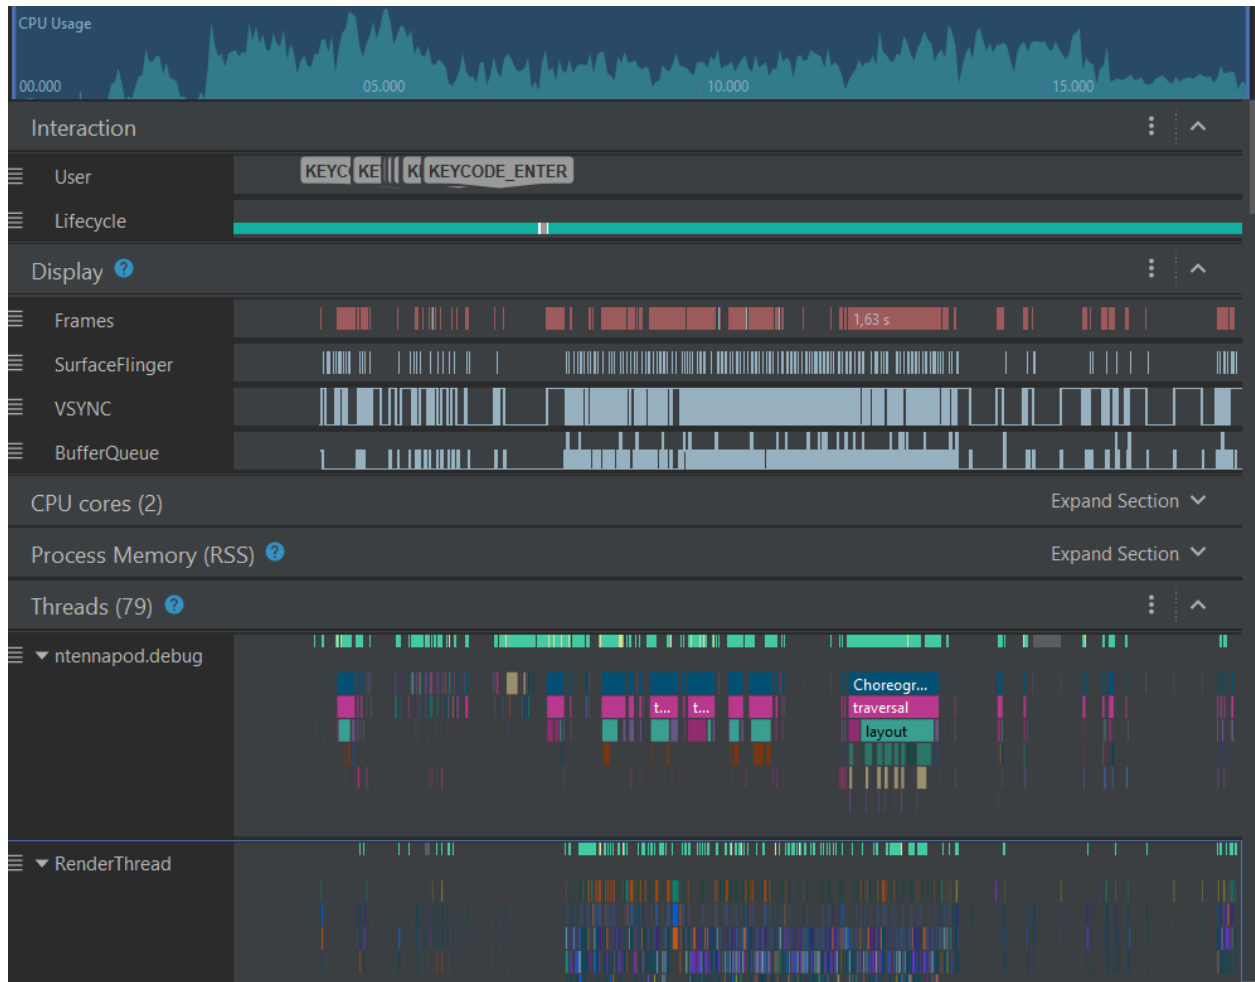 CPU Usage
00.000 05.000 10.000 15.000
Interaction
User KEYC KE K KEYCODE_ENTER
Lifecycle
Display ?
Frames 1,63 s
SurfaceFlinger
VSYNC
BufferQueue
CPU cores (2) Expand Section
Process Memory (RSS) ? Expand Section
Threads (79) ?
ntennapod.debug
Choreogr...
t... t... traversal
layout
RenderThread